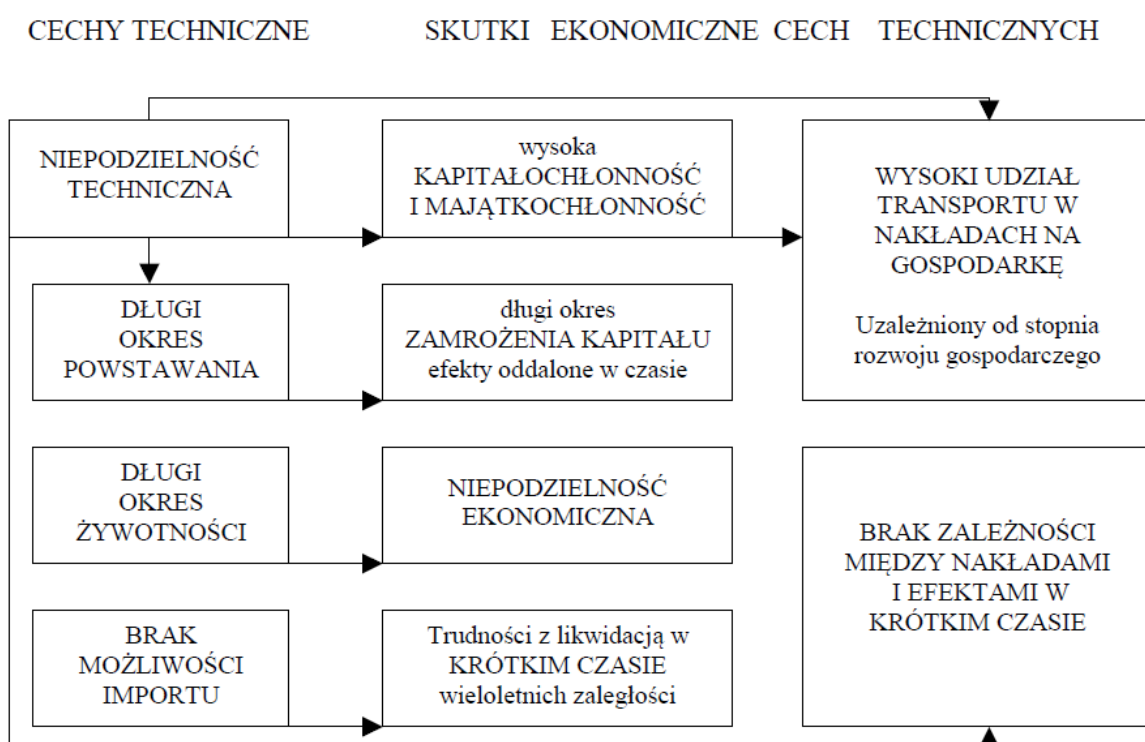 CECHY TECHNICZNE
SKUTKI EKONOMICZNE CECH TECHNICZNYCH
NIEPODZIELNOŚĆ
TECHNICZNA
wysoka
KAPITAŁOCHŁONNOŚĆ
I MAJĄTKOCHŁONNOŚĆ
WYSOKI UDZIAŁ
TRANSPORTU W
NAKŁADACH NA
GOSPODARKĘ
Uzależniony od stopnia
rozwoju gospodarczego
DŁUGI
OKRES
POWSTAWANIA
długi okres
ZAMROŻENIA KAPITAŁU
efekty oddalone w czasie
DŁUGI
OKRES
ŻYWOTNOŚCI
NIEPODZIELNOŚĆ
EKONOMICZNA
BRAK ZALEŻNOŚCI
MIĘDZY NAKŁADAMI
I EFEKTAMI W
KRÓTKIM CZASIE
BRAK
MOŻLIWOŚCI
IMPORTU
Trudności z likwidacją w
KRÓTKIM CZASIE
wieloletnich zaległości